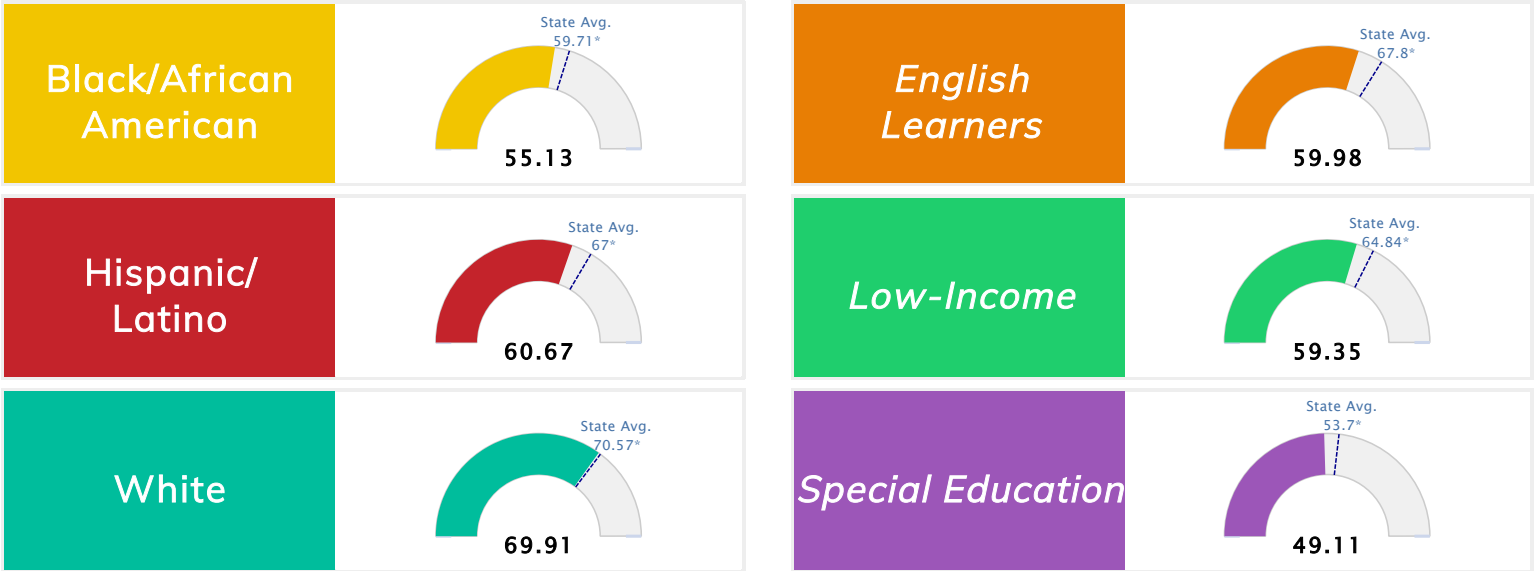 Black/African
American
State Avg.
59.71*
55.13
English
Learners
State Avg.
67.8*
59.98
Hispanic/
Latino
State Avg.
67*
60.67
Low-Income
State Avg.
64.84*
59.35
White
State Avg.
70.57*
69.91
Special Education
State Avg.
53.7*
49.11